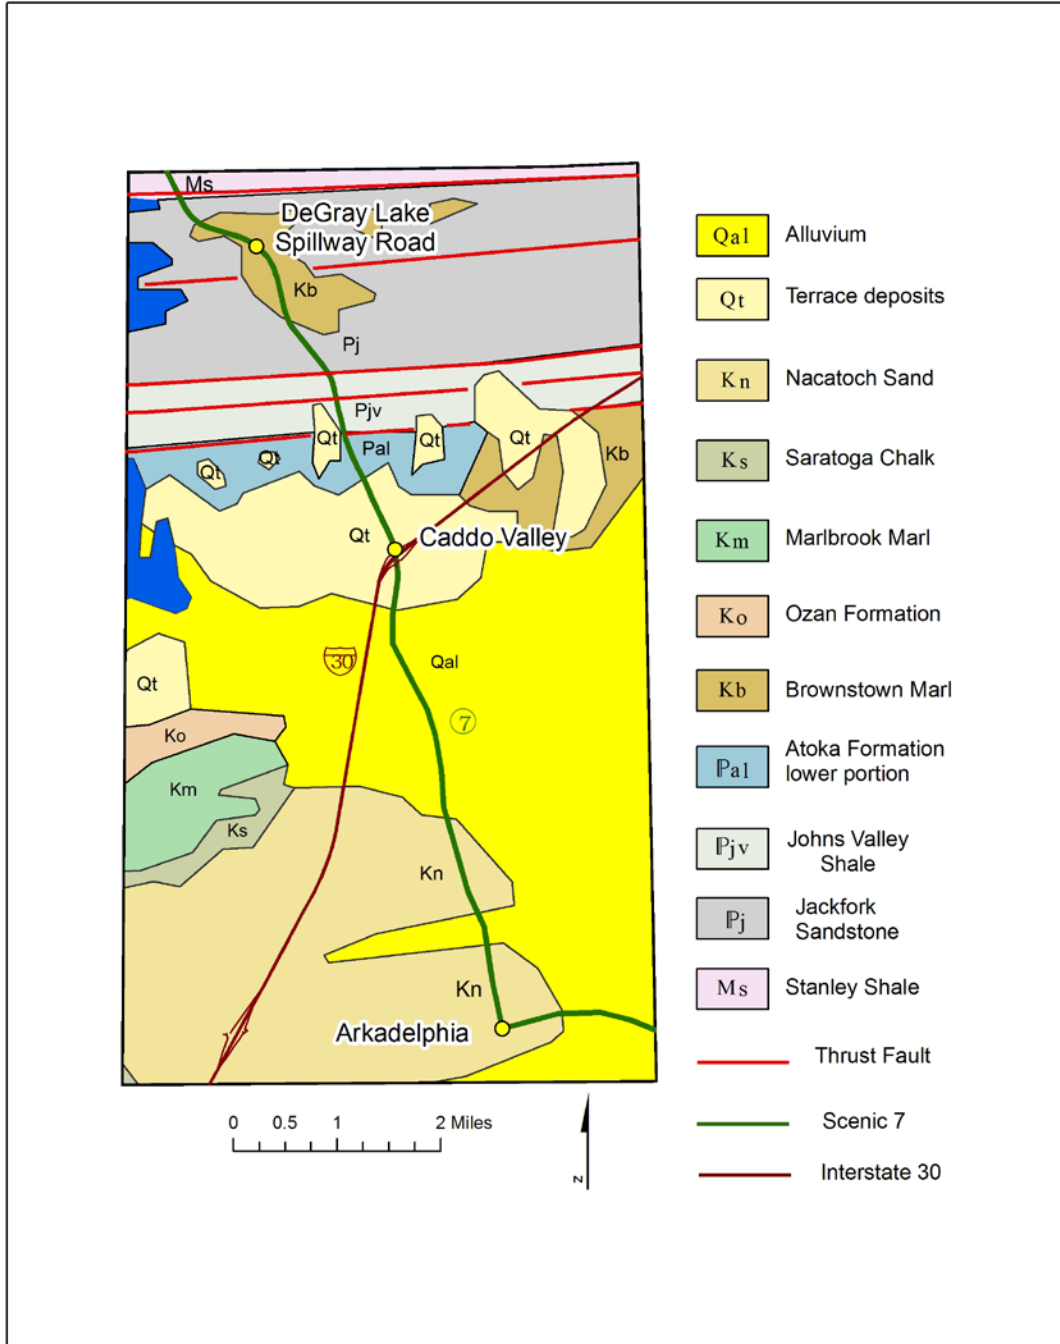 Ms
DeGray Lake
Spillway Road
Kb
Pj
Pjv
Qt
Pal
Qt
Qt
Qt
Qt
Kb
Qt
Caddo Valley
30
Qal
Qt
7
Ko
Km
Ks
Kn
Kn
Arkadelphia
0 0.5 1 2 Miles
z
Qal Alluvium
Qt Terrace deposits
Kn Nacatoch Sand
Ks Saratoga Chalk
Km Marlbrook Marl
Ko Ozan Formation
Kb Brownstown Marl
ℙal Atoka Formation
lower portion
ℙjv Johns Valley
Shale
ℙj Jackfork
Sandstone
Ms Stanley Shale
Thrust Fault
Scenic 7
Interstate 30